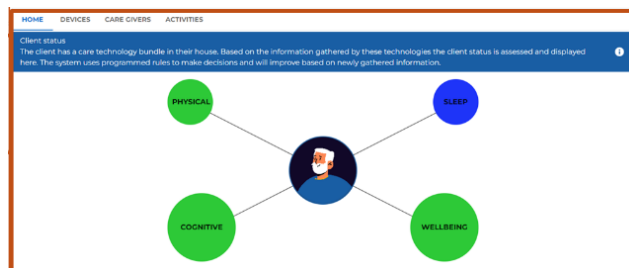 HOME DEVICES CARE GIVERS ACTIVITIES
Client status
The client has a care technology bundle in their house. Based on the information gathered by these technologies the client status is assessed and displayed
here. The system uses programmed rules to make decisions and will improve based on newly gathered information.
PHYSICAL
SLEEP
COGNITIVE
WELLBEING